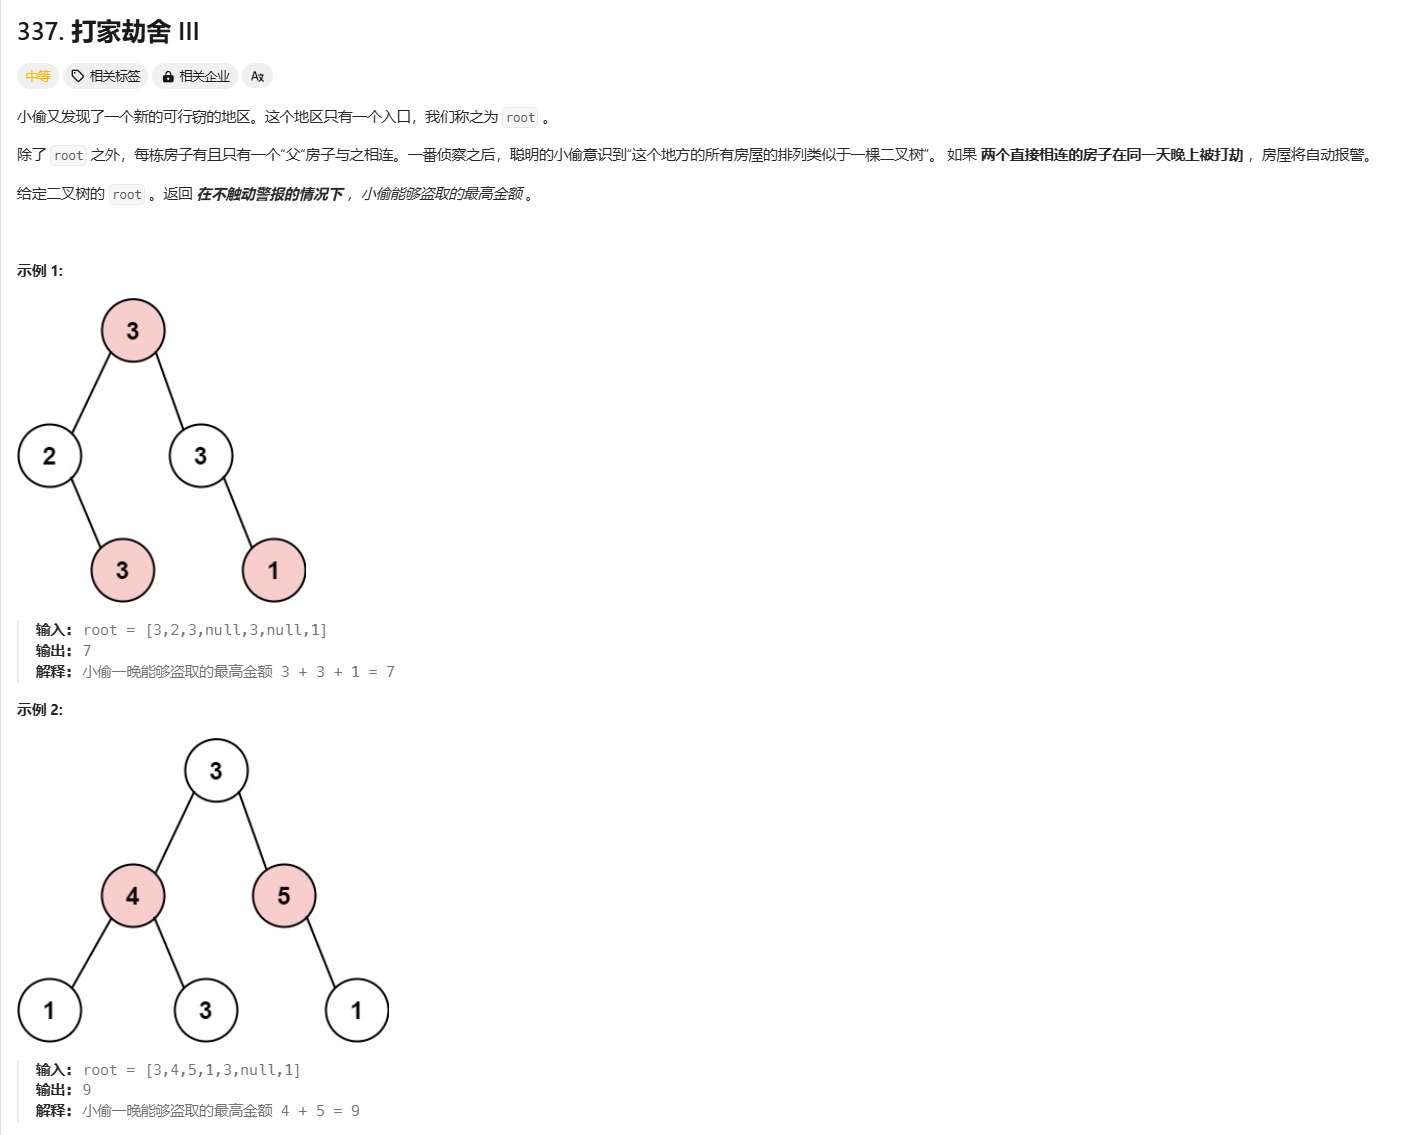 337. 打家劫舍 III
中等 相关标签 相关企业 Aあ
小偷又发现了一个新的可行窃的地区。这个地区只有一个入口，我们称之为 root 。
除了 root 之外，每栋房子有且只有一个“父“房子与之相连。一番侦察之后，聪明的小偷意识到“这个地方的所有房屋的排列类似于一棵二叉树”。 如果 两个直接相连的房子在同一天晚上被打劫 ，房屋将自动报警。
给定二叉树的 root 。返回 在不触动警报的情况下 ，小偷能够盗取的最高金额 。
示例 1:
3
2 3
3 1
输入: root = [3,2,3,null,3,null,1]
输出: 7
解释: 小偷一晚能够盗取的最高金额 3 + 3 + 1 = 7
示例 2:
3
4 5
1 3 1
输入: root = [3,4,5,1,3,null,1]
输出: 9
解释: 小偷一晚能够盗取的最高金额 4 + 5 = 9